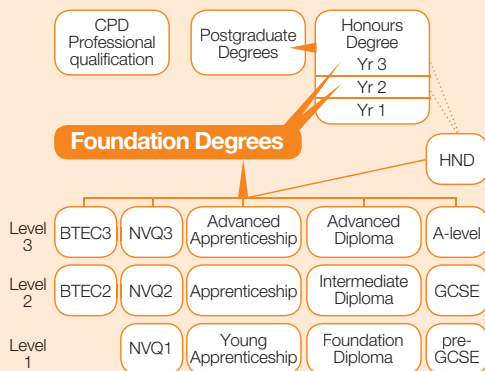 CPD
Professional
qualification
Postgraduate
Degrees
Honours
Degree
Yr 3
Yr 2
Yr 1
Foundation Degrees
HND
Level
3
BTEC3
NVQ3
Advanced
Apprenticeship
Advanced
Diploma
A-level
Level
2
BTEC2
NVQ2
Apprenticeship
Intermediate
Diploma
GCSE
Level
1
NVQ1
Young
Apprenticeship
Foundation
Diploma
pre-
GCSE